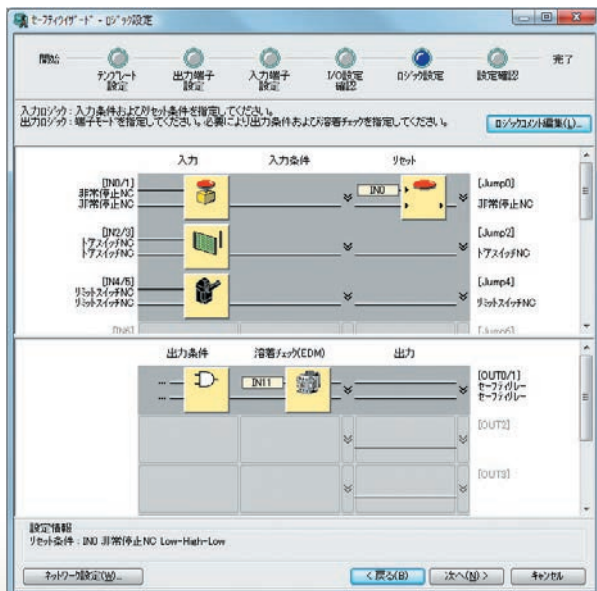 セーフティウィザード - ロジック設定
開始
テンプレート設定
出力端子設定
入力端子設定
I/O設定確認
ロジック設定
設定確認
完了
入力ロジック : 入力条件およびリセット条件を指定してください。
出力ロジック : 端子モードを指定してください。必要により出力条件および溶着チェックを指定してください。
ロジックコメント編集(L)...
入力 入力条件 リセット
[IN0/1]
非常停止NC
非常停止NC
IN0
[Jump0]
非常停止NC
[IN2/3]
ドアスイッチNC
ドアスイッチNC
[Jump2]
ドアスイッチNC
[IN4/5]
リミットスイッチNC
リミットスイッチNC
[Jump4]
リミットスイッチNC
[IN6]
[Jump6]
出力条件 溶着チェック(EDM) 出力
IN11
[OUT0/1]
セーフティリレー
セーフティリレー
[OUT2]
[OUT3]
設定情報
リセット条件 : IN0 非常停止NC Low-High-Low
ネットワーク設定(W)...
< 戻る(B)
次へ(N) >
キャンセル